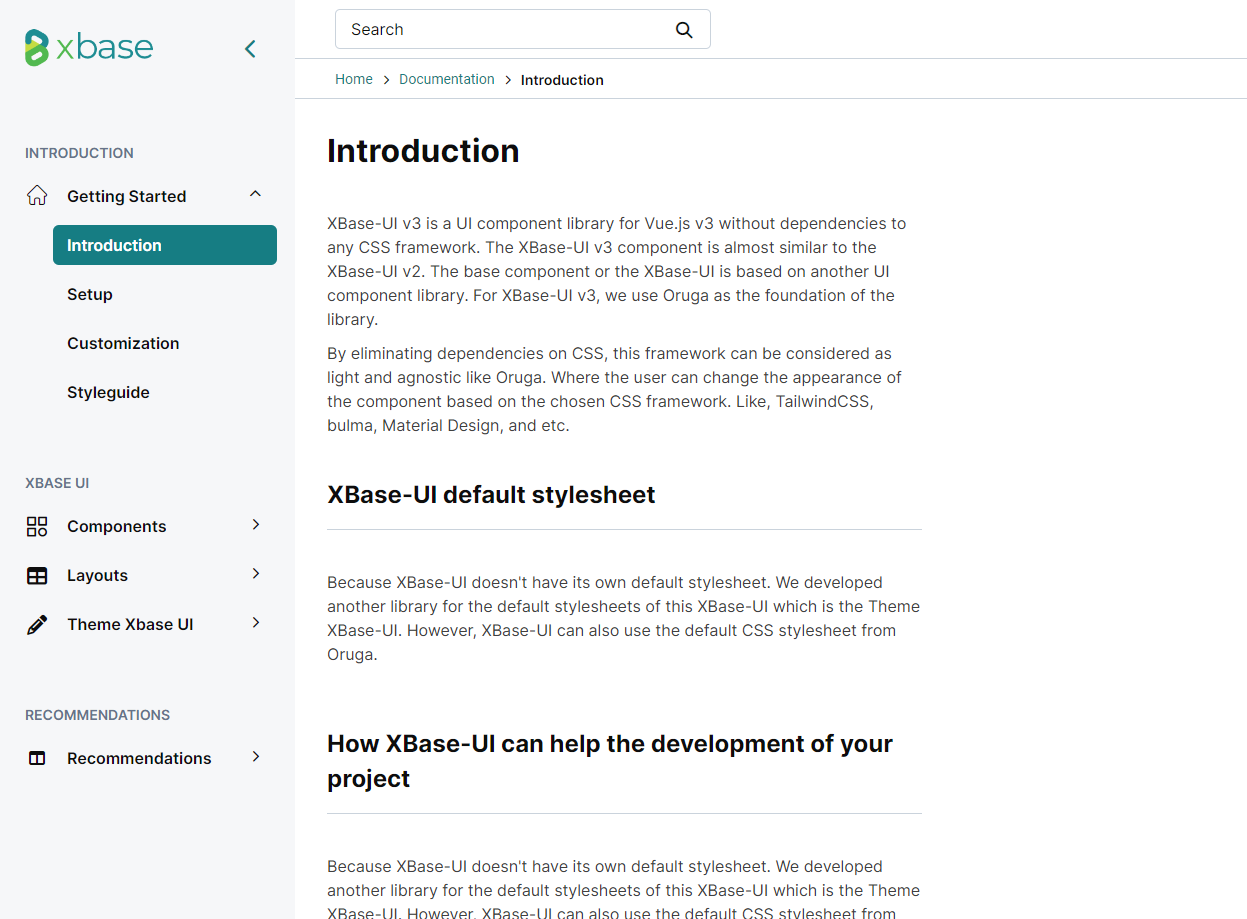 xbase
INTRODUCTION
Getting Started
Introduction
Setup
Customization
Styleguide
XBASE UI
Components
Layouts
Theme Xbase UI
RECOMMENDATIONS
Recommendations
Search
Home > Documentation > Introduction
Introduction
XBase-UI v3 is a UI component library for Vue.js v3 without dependencies to
any CSS framework. The XBase-UI v3 component is almost similar to the
XBase-UI v2. The base component or the XBase-UI is based on another UI
component library. For XBase-UI v3, we use Oruga as the foundation of the
library.
By eliminating dependencies on CSS, this framework can be considered as
light and agnostic like Oruga. Where the user can change the appearance of
the component based on the chosen CSS framework. Like, TailwindCSS,
bulma, Material Design, and etc.
XBase-UI default stylesheet
Because XBase-UI doesn't have its own default stylesheet. We developed
another library for the default stylesheets of this XBase-UI which is the Theme
XBase-UI. However, XBase-UI can also use the default CSS stylesheet from
Oruga.
How XBase-UI can help the development of your
project
Because XBase-UI doesn't have its own default stylesheet. We developed
another library for the default stylesheets of this XBase-UI which is the Theme
XBase-UI. However, XBase-UI can also use the default CSS stylesheet from